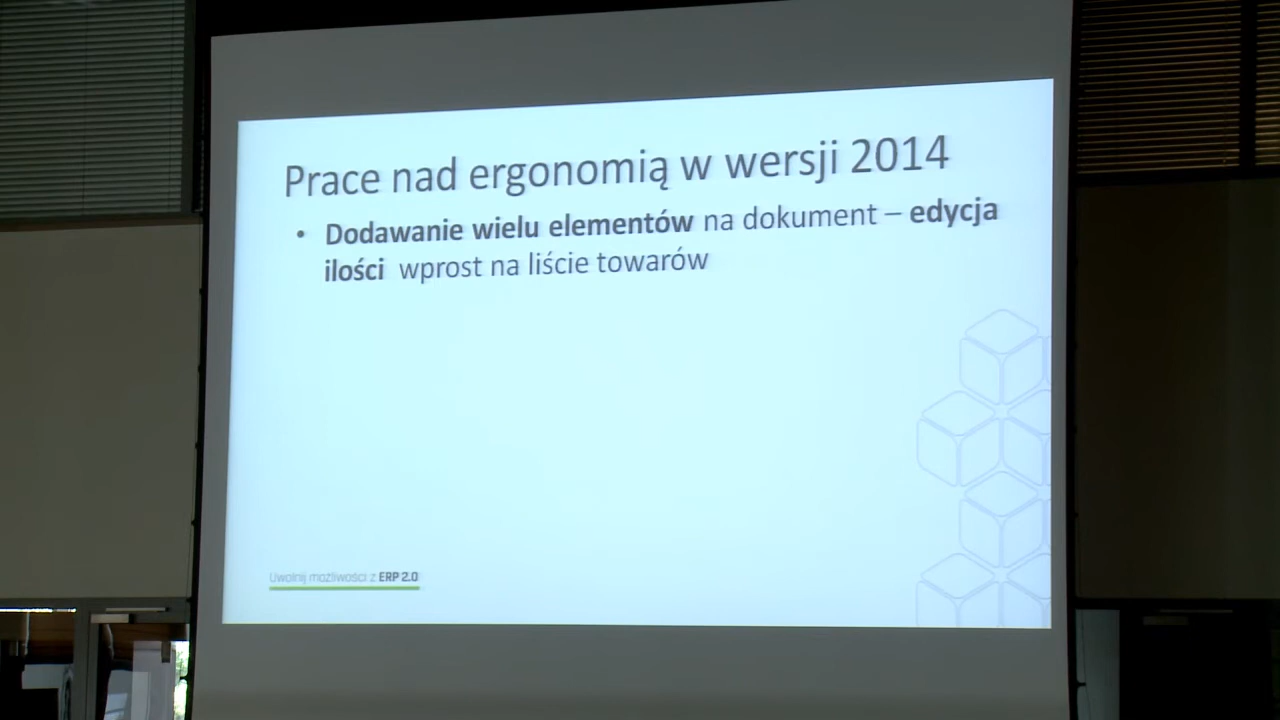 Prace nad ergonomią w wersji 2014
• Dodawanie wielu elementów na dokument – edycja
ilości wprost na liście towarów
Uwolnij możliwości z ERP 2.0